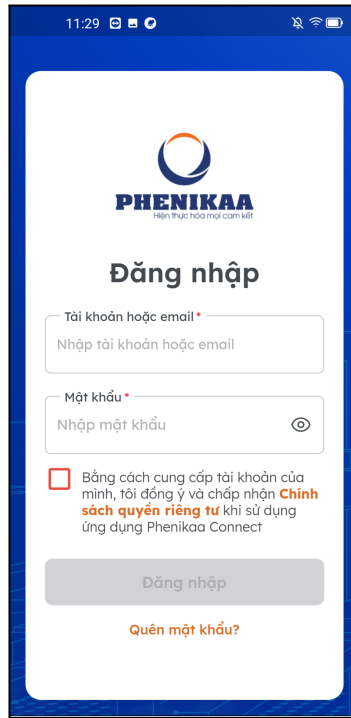 11:29
PHENIKAA
Hiện thực hóa mọi cam kết
Đăng nhập
Tài khoản hoặc email *
Nhập tài khoản hoặc email
Mật khẩu *
Nhập mật khẩu
Bằng cách cung cấp tài khoản của
mình, tôi đồng ý và chấp nhận Chính
sách quyền riêng tư khi sử dụng
ứng dụng Phenikaa Connect
Đăng nhập
Quên mật khẩu?